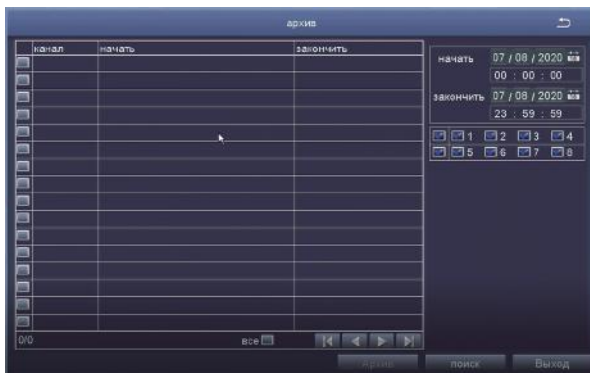 архив
канал начать закончить
начать 07 / 08 / 2020
00 : 00 : 00
закончить 07 / 08 / 2020
23 : 59 : 59
1 2 3 4
5 6 7 8
0/0 все
Архив поиск Выход